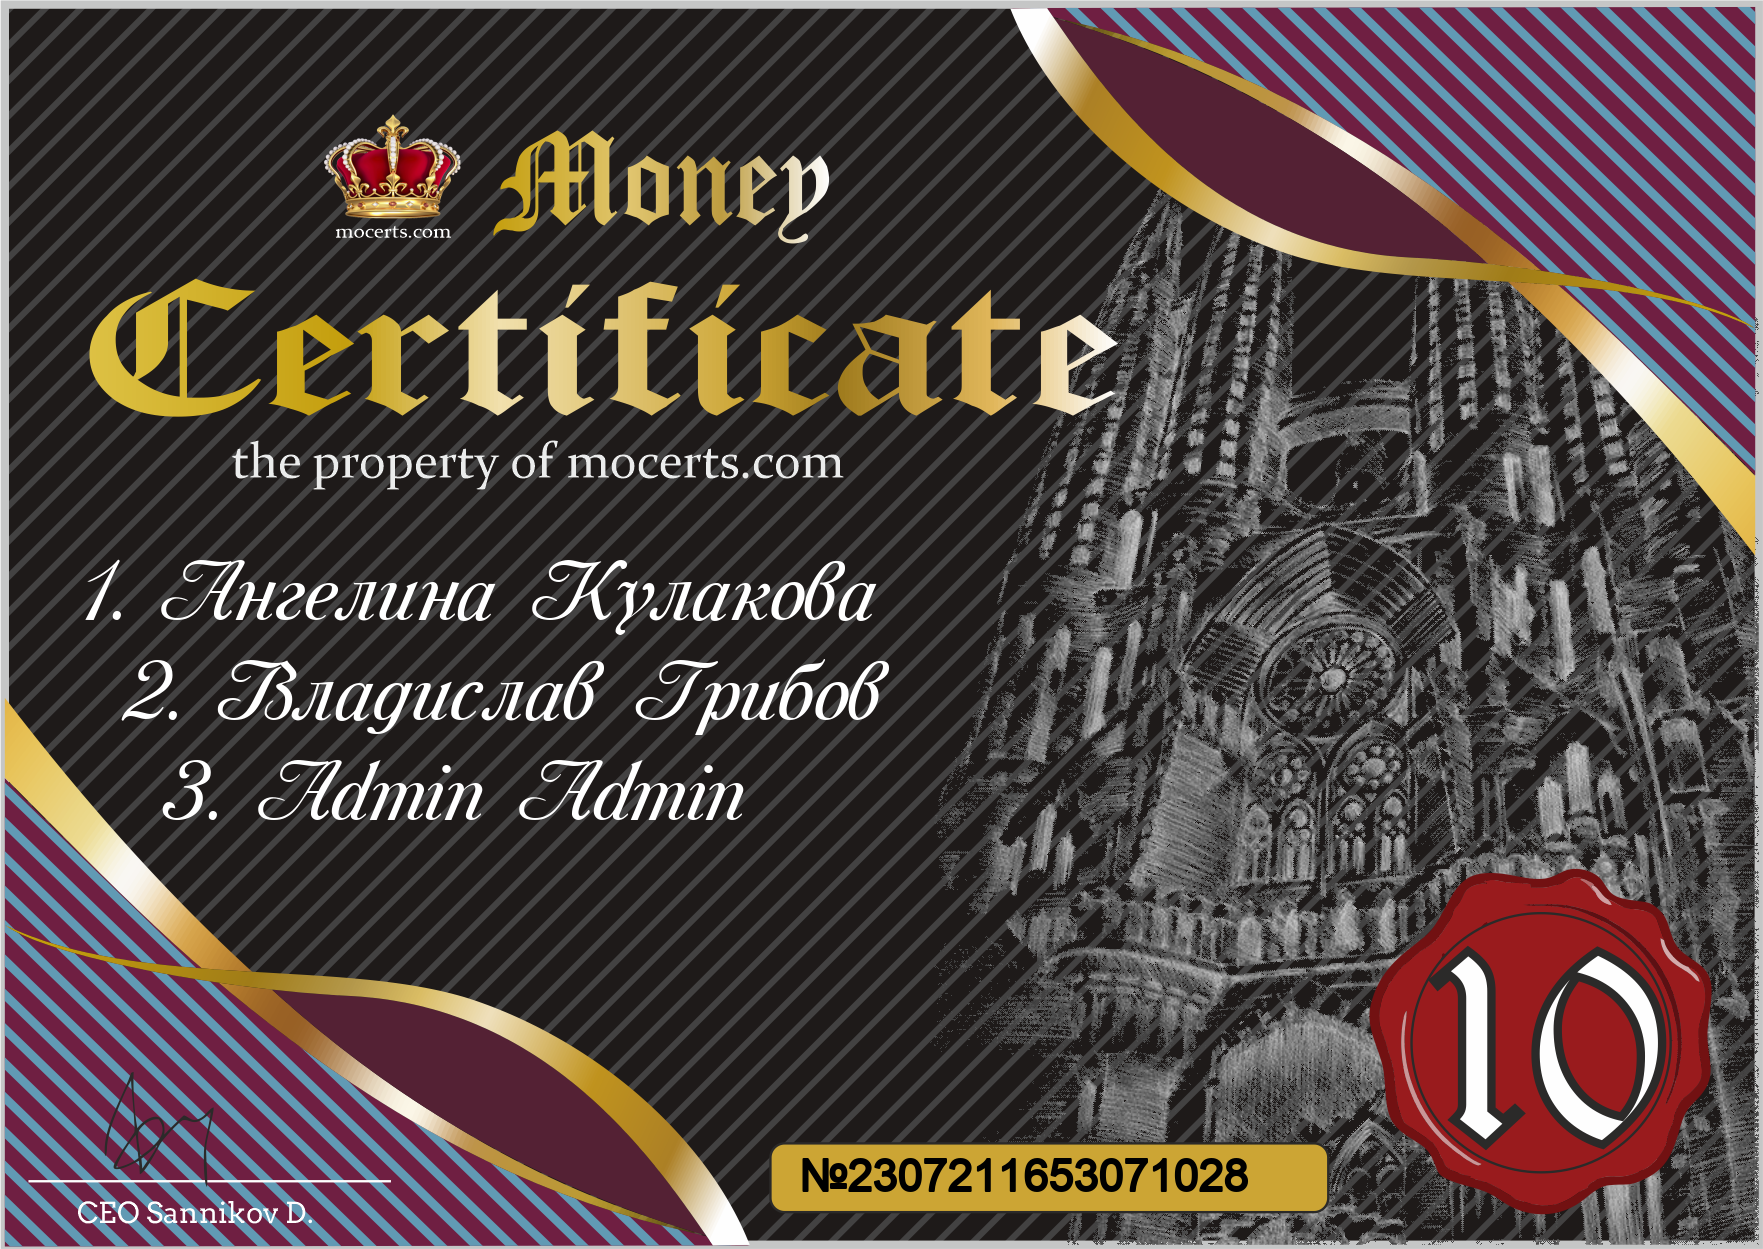 Money
mocerts.com
Certificate
the property of mocerts.com
1. Ангелина Кулакова
2. Владислав Грибов
3. Admin Admin
10
№2307211653071028
CEO Sannikov D.